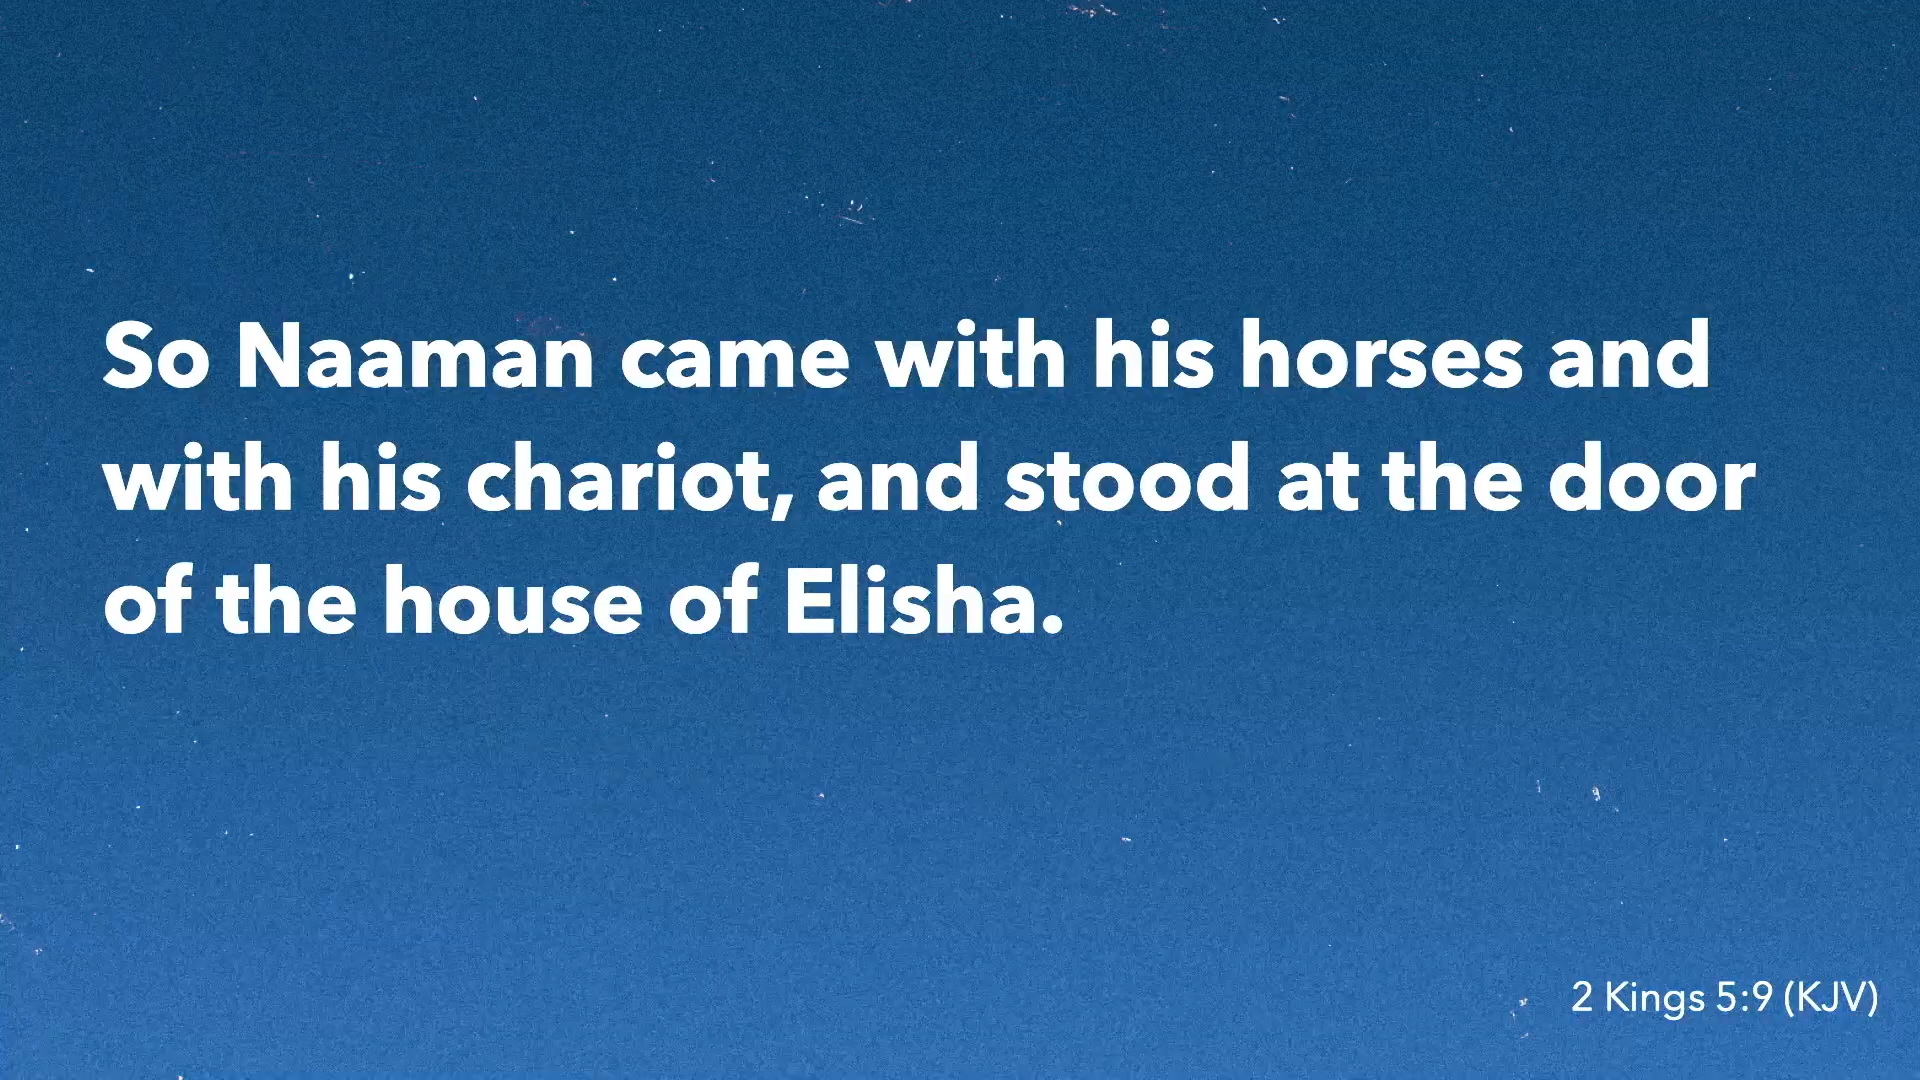 So Naaman came with his horses and
with his chariot, and stood at the door
of the house of Elisha.
2 Kings 5:9 (KJV)